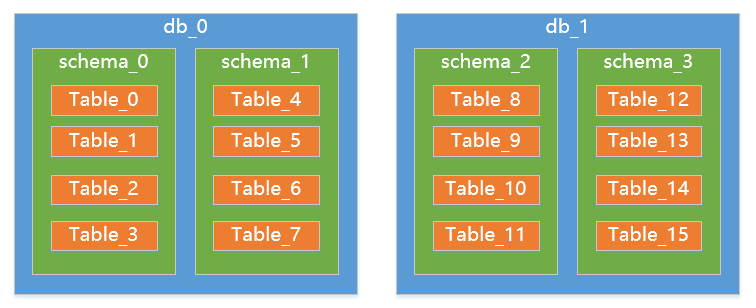 db_0
schema_0
Table_0
Table_1
Table_2
Table_3
schema_1
Table_4
Table_5
Table_6
Table_7
db_1
schema_2
Table_8
Table_9
Table_10
Table_11
schema_3
Table_12
Table_13
Table_14
Table_15